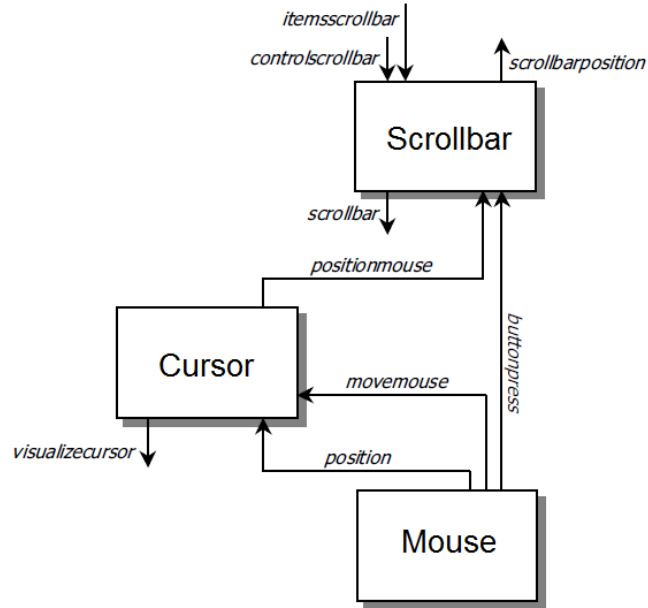 itemsscrollbar
controlscrollbar
scrollbarposition
Scrollbar
scrollbar
positionmouse
buttonpress
Cursor
movemouse
visualizecursor
position
Mouse